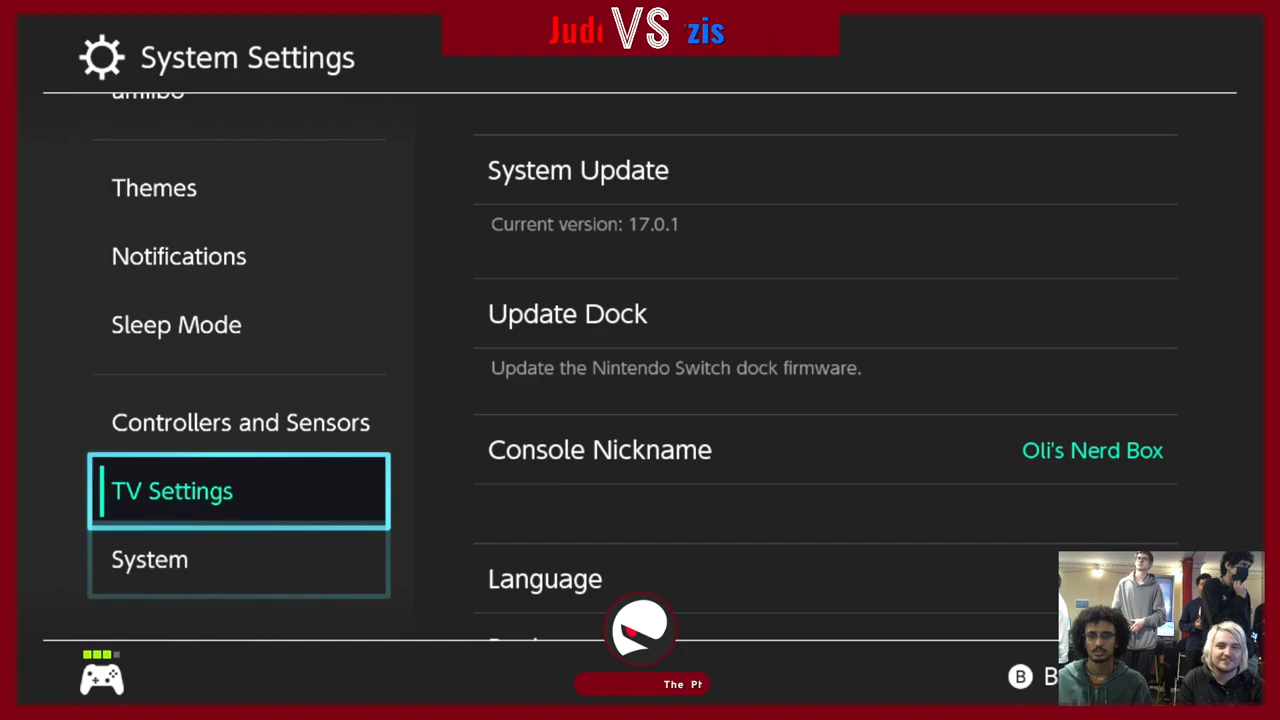 VS
zis
System Settings
amiibo
Themes
Notifications
Sleep Mode
Controllers and Sensors
TV Settings
System
System Update
Current version: 17.0.1
Update Dock
Update the Nintendo Switch dock firmware.
Console Nickname
Oli's Nerd Box
Language
The
B